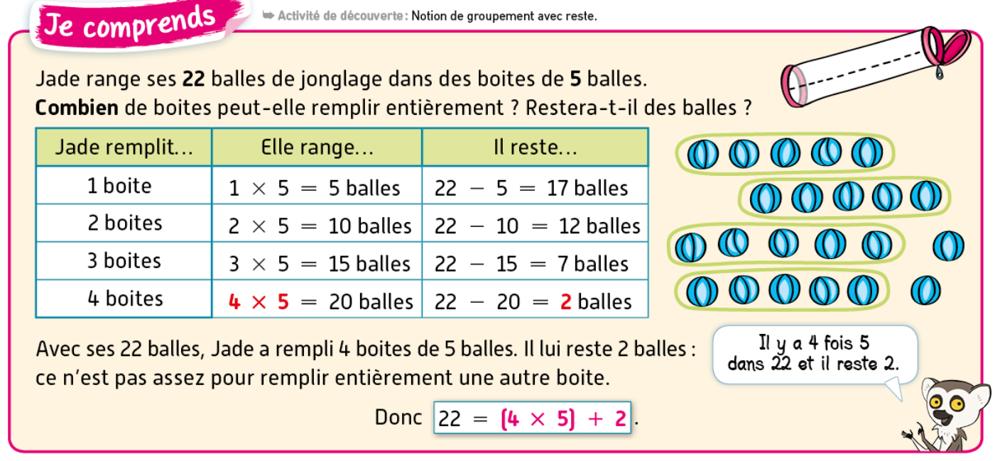 Je comprends
➥ Activité de découverte : Notion de groupement avec reste.
Jade range ses 22 balles de jonglage dans des boites de 5 balles.
Combien de boites peut-elle remplir entièrement ? Restera-t-il des balles ?
Jade remplit… Elle range… Il reste…
1 boite 1 × 5 = 5 balles 22 − 5 = 17 balles
2 boites 2 × 5 = 10 balles 22 − 10 = 12 balles
3 boites 3 × 5 = 15 balles 22 − 15 = 7 balles
4 boites 4 × 5 = 20 balles 22 − 20 = 2 balles
Avec ses 22 balles, Jade a rempli 4 boites de 5 balles. Il lui reste 2 balles :
ce n'est pas assez pour remplir entièrement une autre boite.
Il y a 4 fois 5
dans 22 et il reste 2.
Donc 22 = (4 × 5) + 2 .